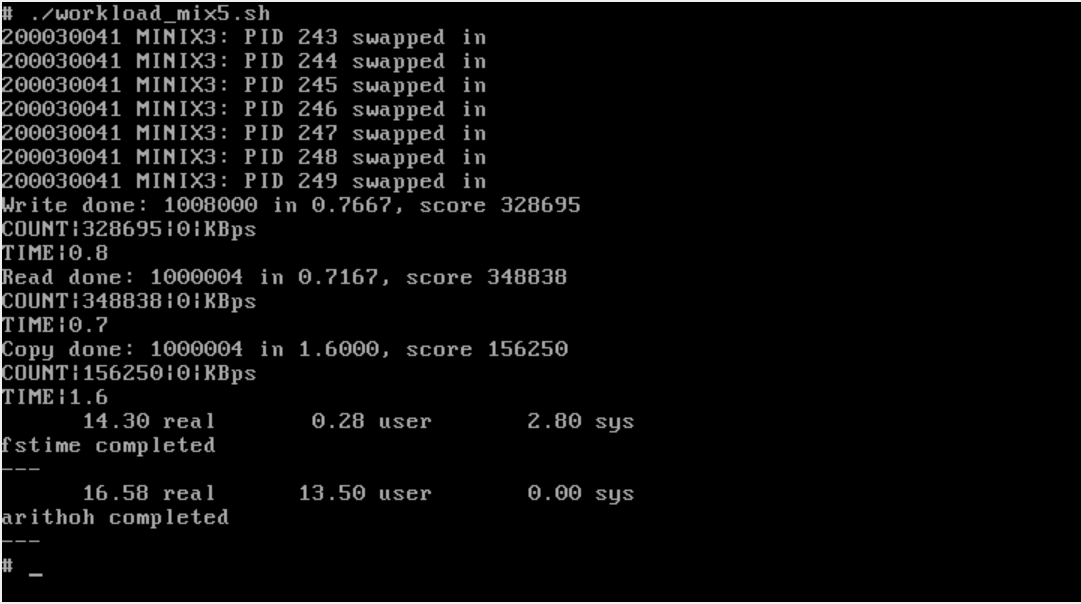 # ./workload_mix5.sh
200030041 MINIX3: PID 243 swapped in
200030041 MINIX3: PID 244 swapped in
200030041 MINIX3: PID 245 swapped in
200030041 MINIX3: PID 246 swapped in
200030041 MINIX3: PID 247 swapped in
200030041 MINIX3: PID 248 swapped in
200030041 MINIX3: PID 249 swapped in
Write done: 1008000 in 0.7667, score 328695
COUNT|328695|0|KBps
TIME|0.8
Read done: 1000004 in 0.7167, score 348838
COUNT|348838|0|KBps
TIME|0.7
Copy done: 1000004 in 1.6000, score 156250
COUNT|156250|0|KBps
TIME|1.6
      14.30 real       0.28 user       2.80 sys
fstime completed
---
      16.58 real      13.50 user       0.00 sys
arithoh completed
---
# _